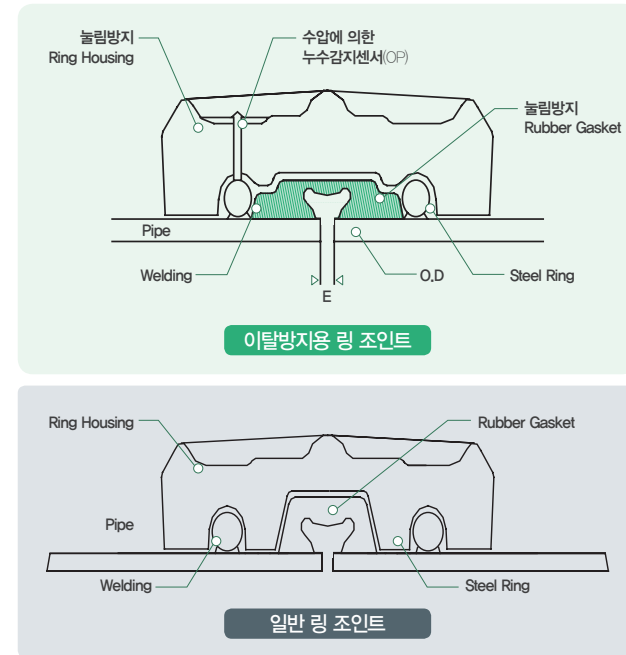 눌림방지
Ring Housing
수압에 의한
누수감지센서(OP)
눌림방지
Rubber Gasket
Pipe
Welding
E
O.D
Steel Ring
이탈방지용 링 조인트
Ring Housing
Rubber Gasket
Pipe
Welding
Steel Ring
일반 링 조인트